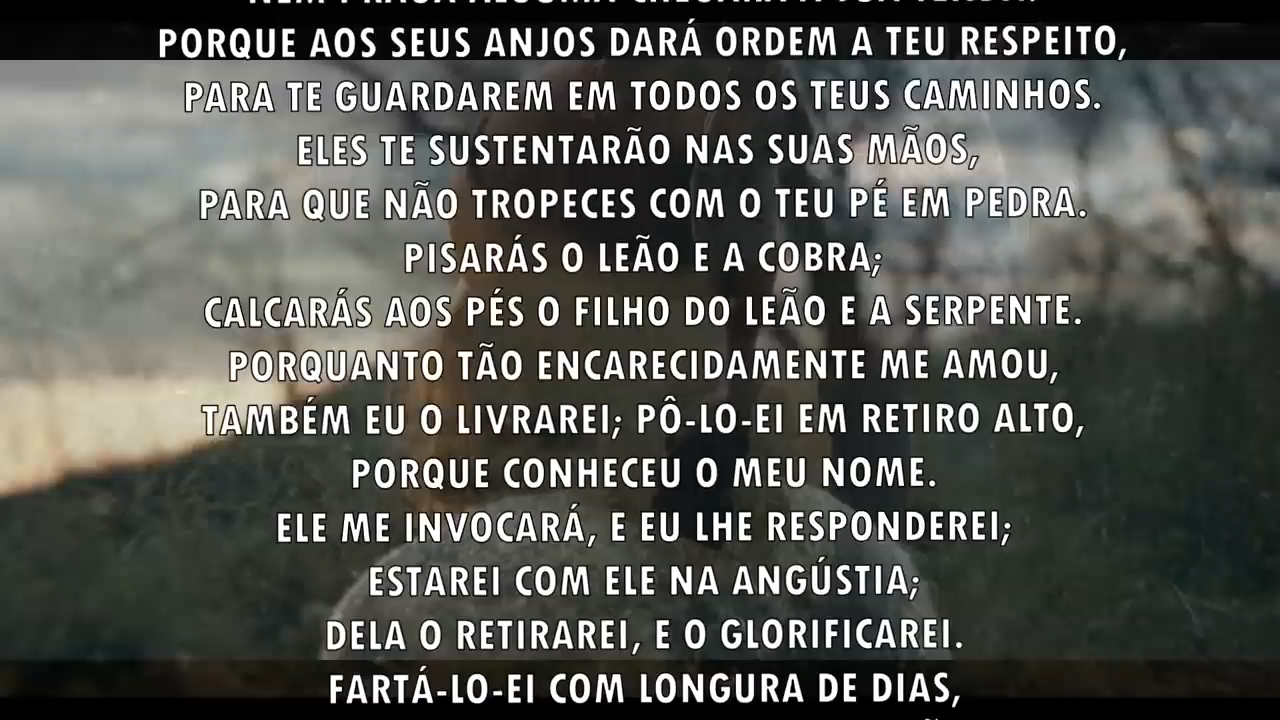 PORQUE AOS SEUS ANJOS DARÁ ORDEM A TEU RESPEITO,
PARA TE GUARDAREM EM TODOS OS TEUS CAMINHOS.
ELES TE SUSTENTARÃO NAS SUAS MÃOS,
PARA QUE NÃO TROPECES COM O TEU PÉ EM PEDRA.
PISARÁS O LEÃO E A COBRA;
CALCARÁS AOS PÉS O FILHO DO LEÃO E A SERPENTE.
PORQUANTO TÃO ENCARECIDAMENTE ME AMOU,
TAMBÉM EU O LIVRAREI; PÔ-LO-EI EM RETIRO ALTO,
PORQUE CONHECEU O MEU NOME.
ELE ME INVOCARÁ, E EU LHE RESPONDEREI;
ESTAREI COM ELE NA ANGÚSTIA;
DELA O RETIRAREI, E O GLORIFICAREI.
FARTÁ-LO-EI COM LONGURA DE DIAS,